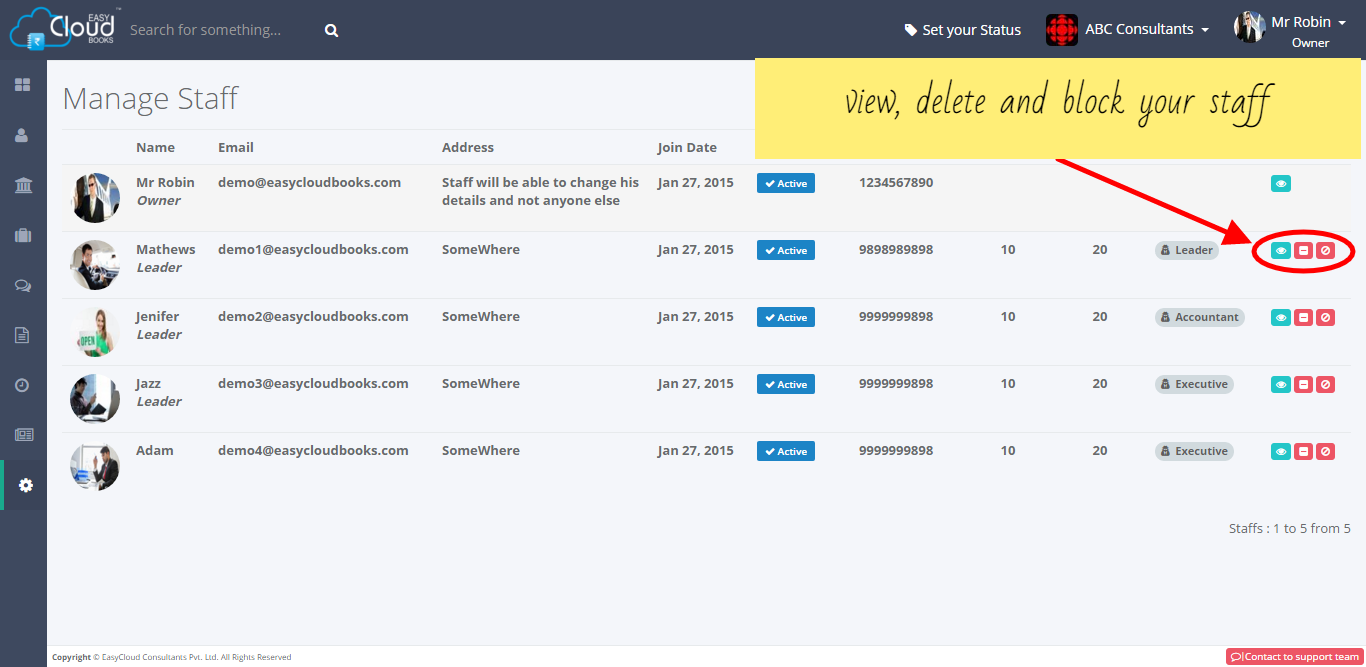 EASY
Cloud
BOOKS
™
Search for something...
Set your Status
ABC Consultants
Mr Robin
Owner
Manage Staff
view, delete and block your staff
Name Email Address Join Date
Mr Robin demo@easycloudbooks.com Staff will be able to change his Jan 27, 2015 Active 1234567890
Owner details and not anyone else
Mathews demo1@easycloudbooks.com SomeWhere Jan 27, 2015 Active 9898989898 10 20 Leader
Leader
Jenifer demo2@easycloudbooks.com SomeWhere Jan 27, 2015 Active 9999999898 10 20 Accountant
Leader
OPEN
Jazz demo3@easycloudbooks.com SomeWhere Jan 27, 2015 Active 9999999898 10 20 Executive
Leader
Adam demo4@easycloudbooks.com SomeWhere Jan 27, 2015 Active 9999999898 10 20 Executive
Staffs : 1 to 5 from 5
Copyright © EasyCloud Consultants Pvt. Ltd. All Rights Reserved
|Contact to support team